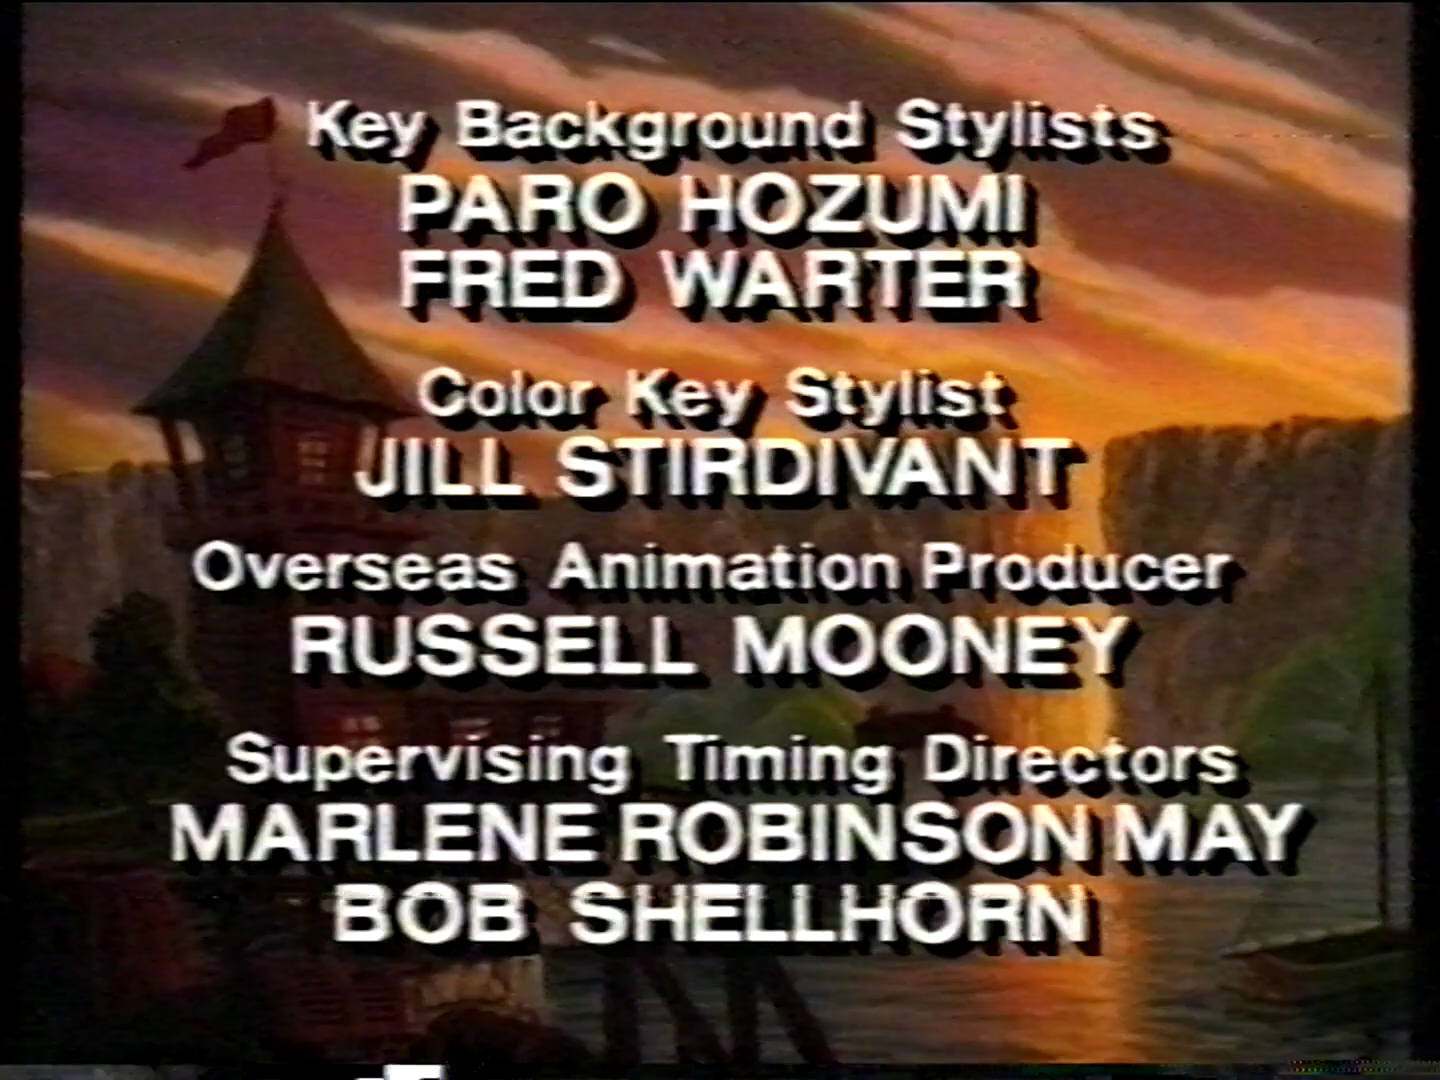 Key Background Stylists
PARO HOZUMI
FRED WARTER
Color Key Stylist
JILL STIRDIVANT
Overseas Animation Producer
RUSSELL MOONEY
Supervising Timing Directors
MARLENE ROBINSON MAY
BOB SHELLHORN